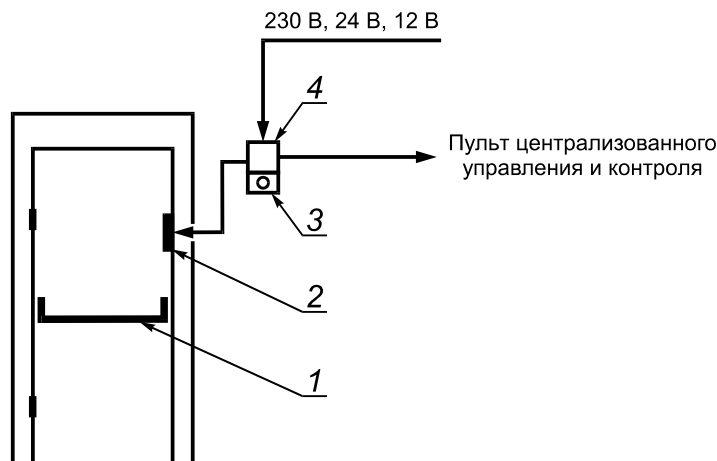 230 В, 24 В, 12 В
4
Пульт централизованного
управления и контроля
3
2
1